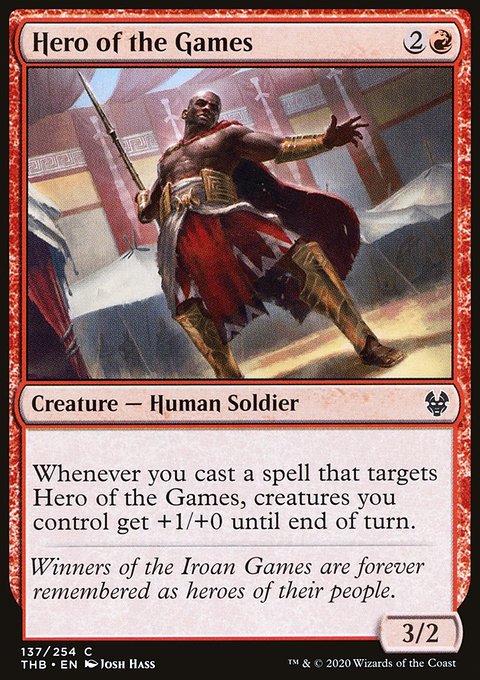 Hero of the Games 2
Creature — Human Soldier
Whenever you cast a spell that targets
Hero of the Games, creatures you
control get +1/+0 until end of turn.
Winners of the Iroan Games are forever
remembered as heroes of their people.
3/2
137/254 C
THB • EN Josh Hass
™ & © 2020 Wizards of the Coast